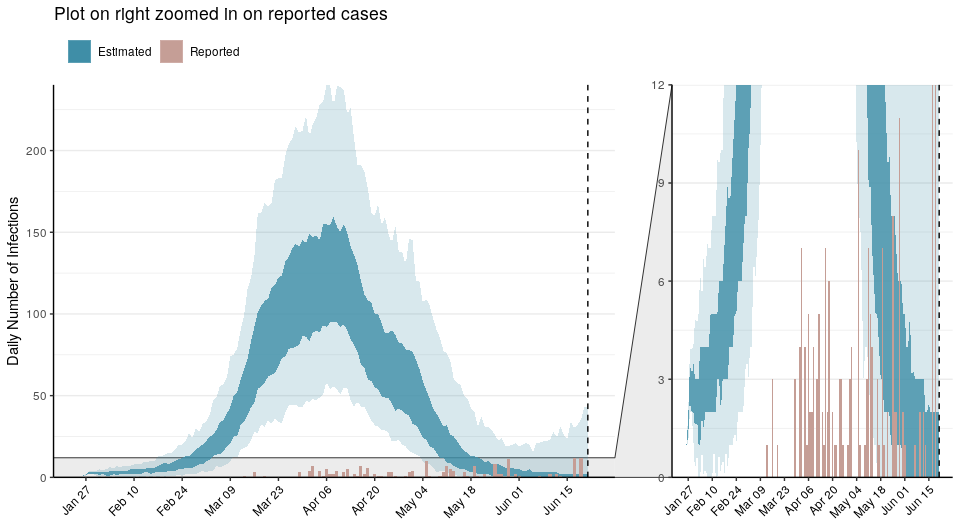 Plot on right zoomed in on reported cases
Estimated Reported
Daily Number of Infections
200
150
100
50
0
Jan 27 Feb 10 Feb 24 Mar 09 Mar 23 Apr 06 Apr 20 May 04 May 18 Jun 01 Jun 15
12
9
6
3
0
Jan 27 Feb 10 Feb 24 Mar 09 Mar 23 Apr 06 Apr 20 May 04 May 18 Jun 01 Jun 15